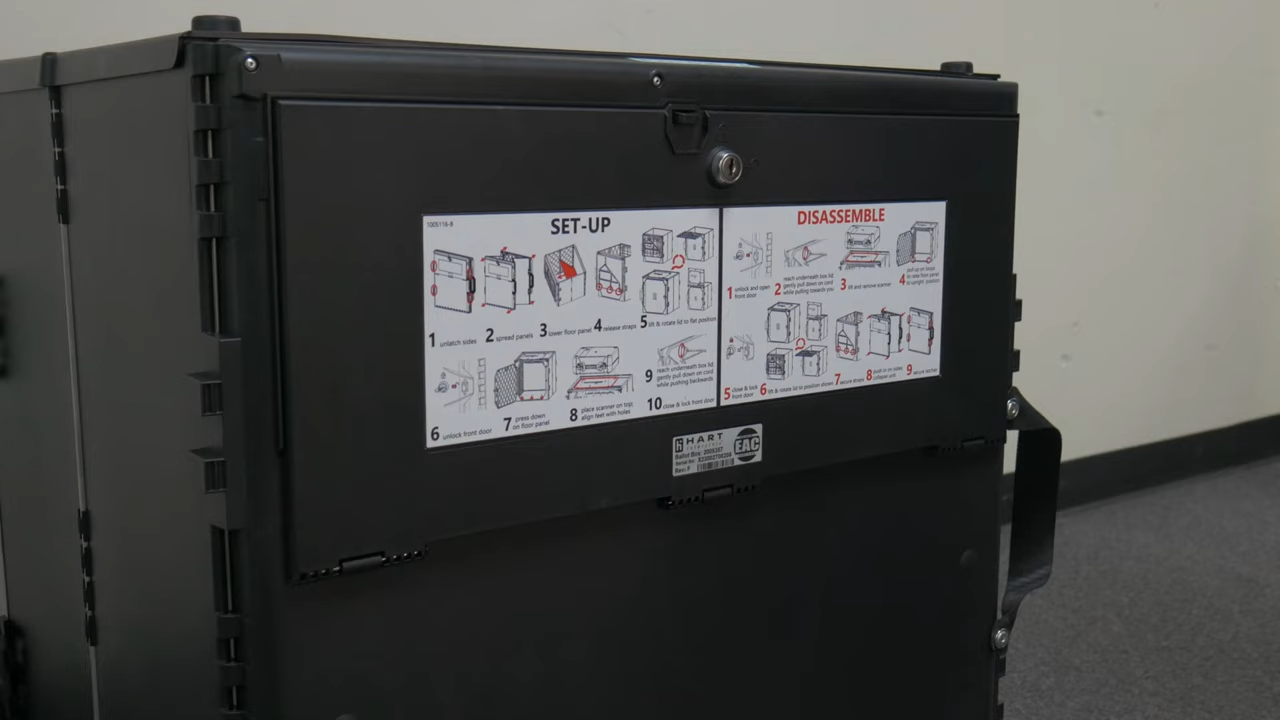 1005116-B
SET-UP
1 unlatch sides
2 spread panels
3 lower floor panel
4 release straps
5 lift & rotate lid to flat position
6 unlock front door
7 press down
on floor panel
8 place scanner on top;
align feet with holes
9 reach underneath box lid
gently pull down on cord
while pushing backwards
10 close & lock front door
DISASSEMBLE
1 unlock and open
front door
2 reach underneath box lid
gently pull down on cord
while pulling towards you
3 lift and remove scanner
4 pull up on loops
to raise floor panel
to upright position
5 close & lock
front door
6 lift & rotate lid to position shown
7 secure straps
8 push in on sides,
collapse unit
9 secure latches
HART
intercivic
EAC
Ballot Box:
Serial No:
Rev: F